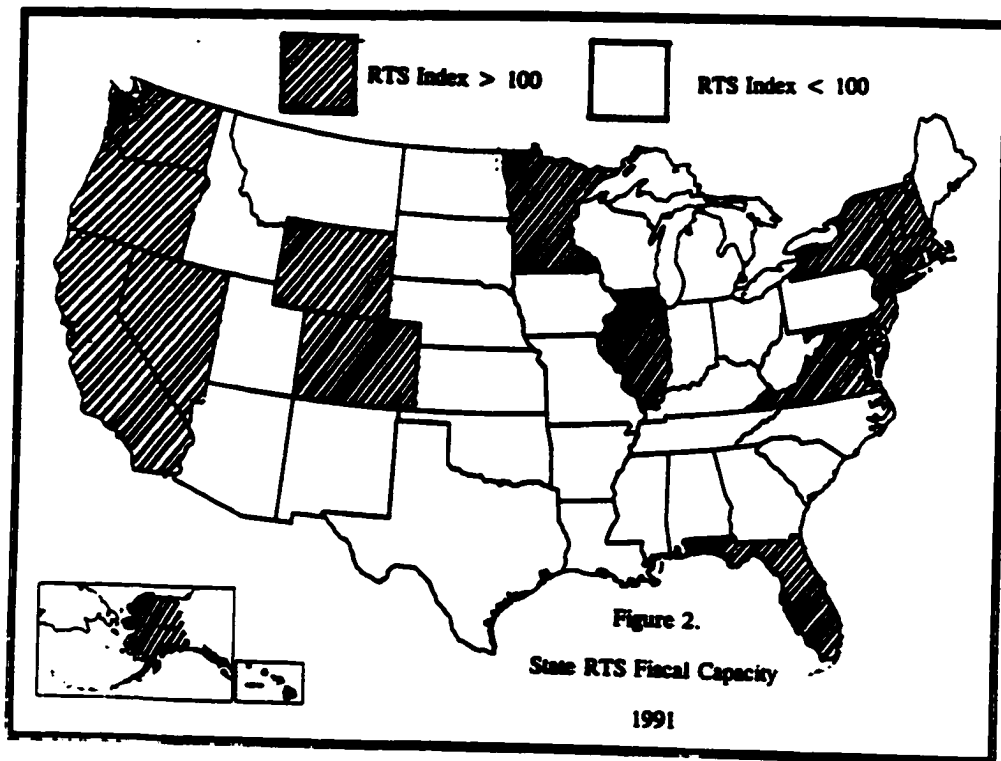 RTS Index > 100
RTS Index < 100
Figure 2.
State RTS Fiscal Capacity
1991